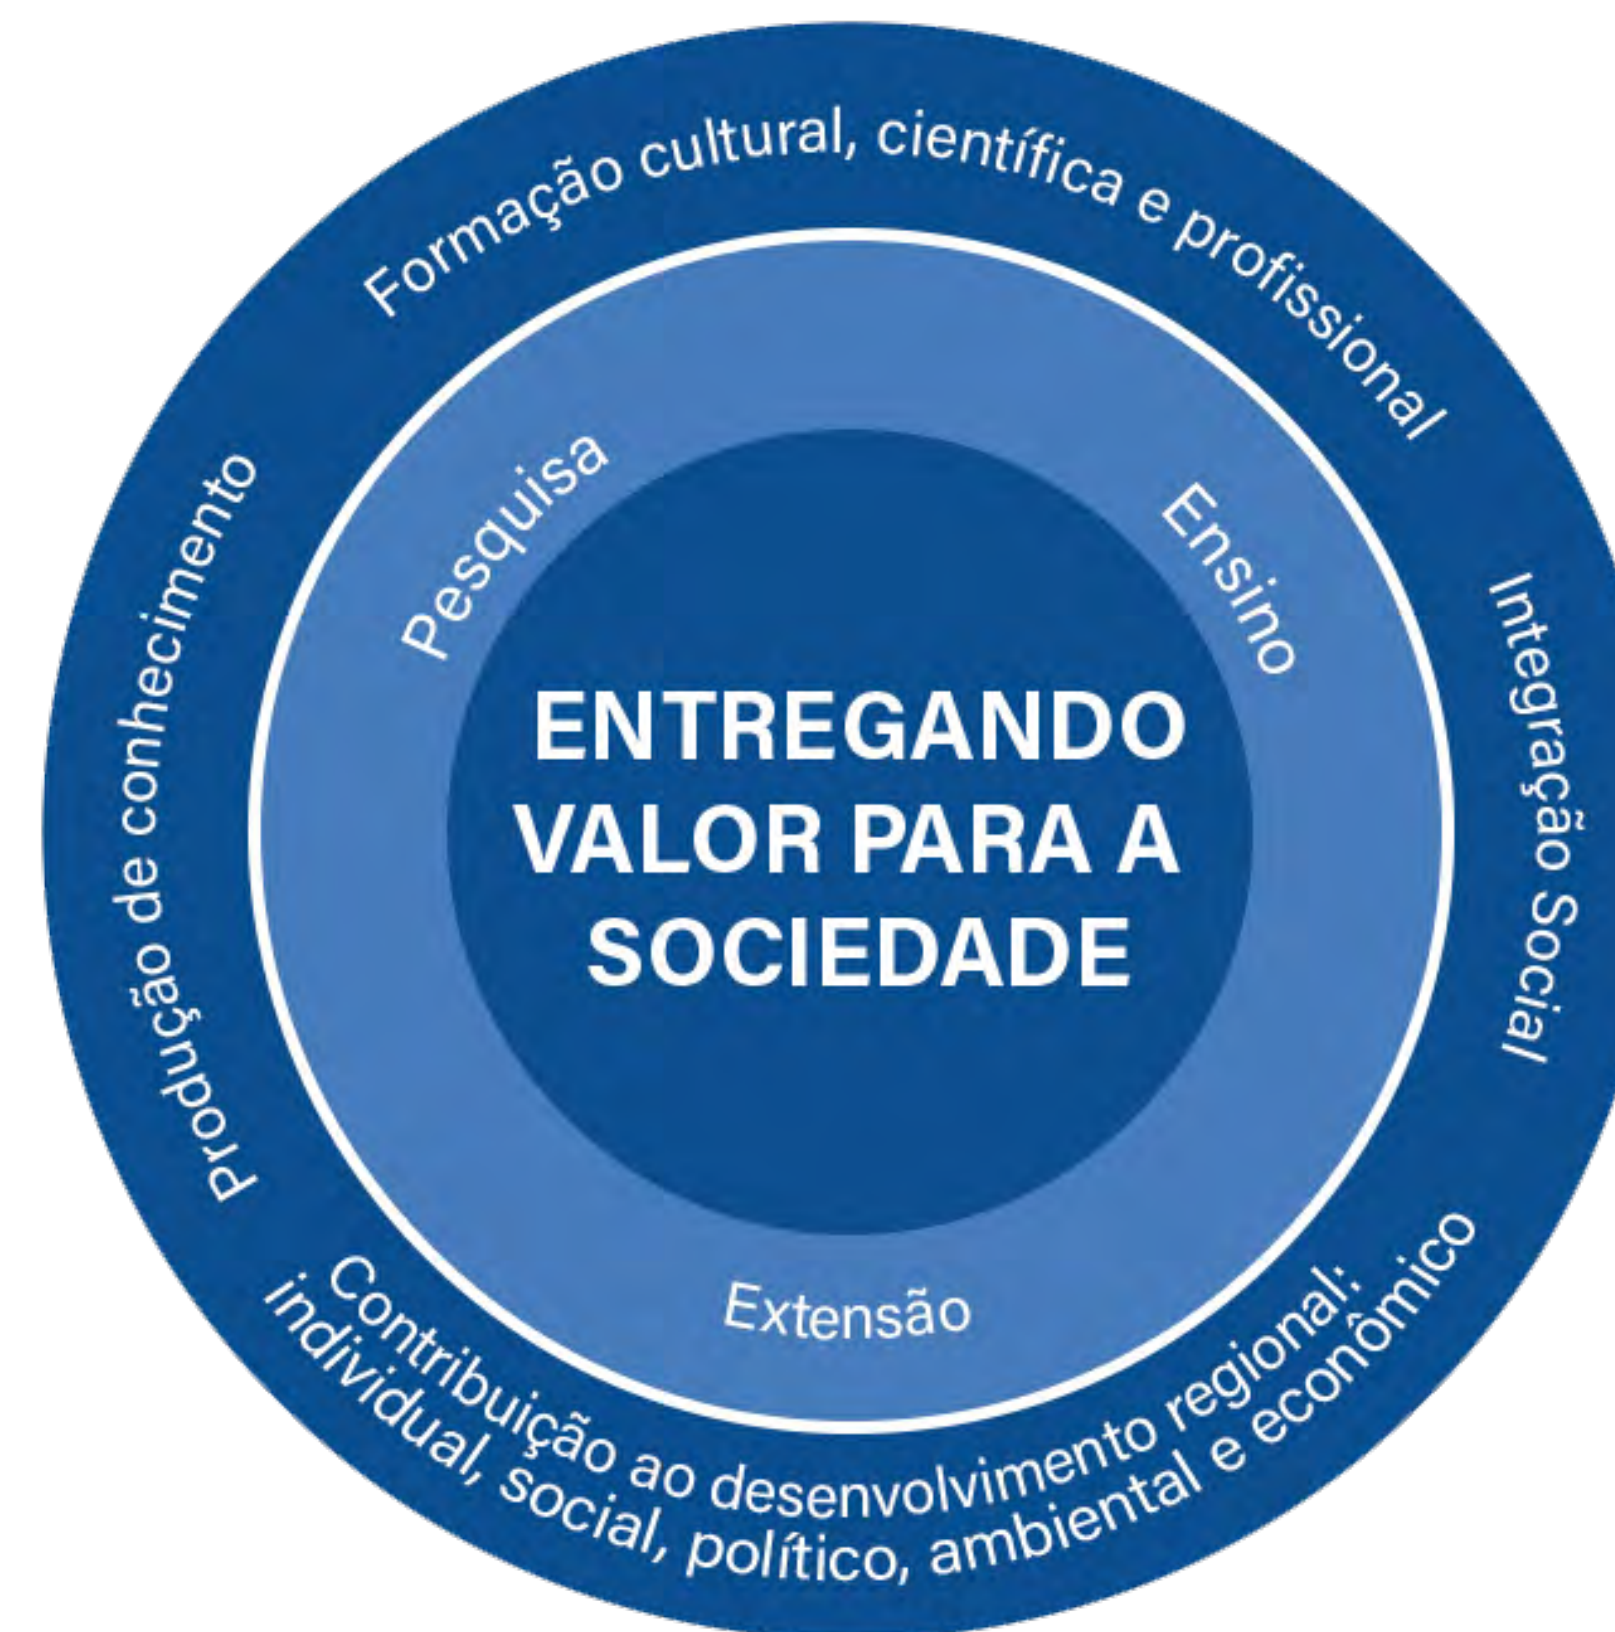 Formação cultural, científica e profissional
Integração Social
Contribuição ao desenvolvimento regional:
individual, social, político, ambiental e econômico
Produção de conhecimento
Pesquisa
Ensino
Extensão
ENTREGANDO
VALOR PARA A
SOCIEDADE